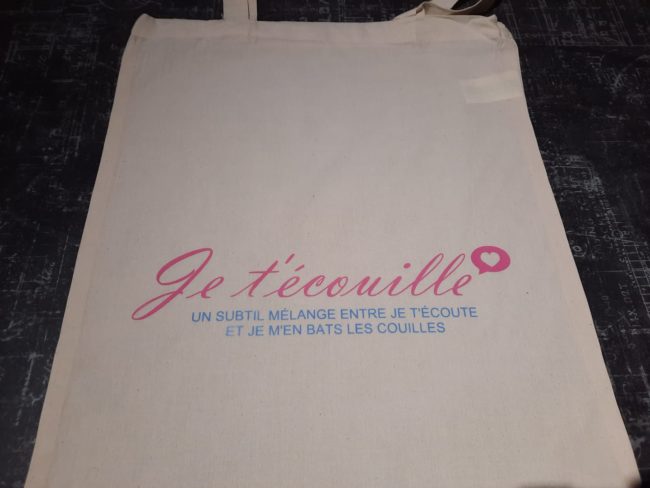 Je t'écouille
UN SUBTIL MÉLANGE ENTRE JE T'ÉCOUTE
ET JE M'EN BATS LES COUILLES